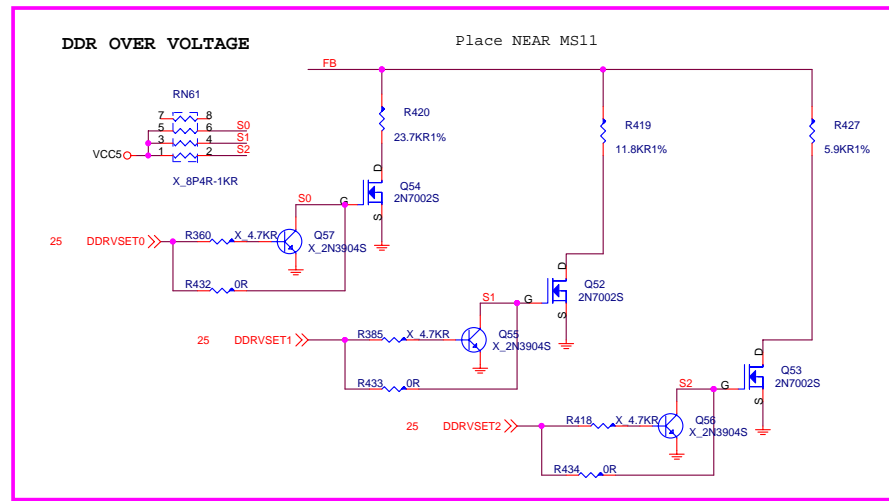 DDR OVER VOLTAGE
Place NEAR MS11
FB
RN61
7 8
5 6 S0
3 4 S1
VCC5 1 2 S2
X_8P4R-1KR
R420
23.7KR1%
R419
11.8KR1%
R427
5.9KR1%
D
S0 G Q54
2N7002S
S
25 DDRVSET0 R360 X_4.7KR Q57
X_2N3904S
R432 0R
D
S1 G Q52
2N7002S
S
25 DDRVSET1 R385 X_4.7KR Q55
X_2N3904S
R433 0R
D
S2 G Q53
2N7002S
S
25 DDRVSET2 R418 X_4.7KR Q56
X_2N3904S
R434 0R